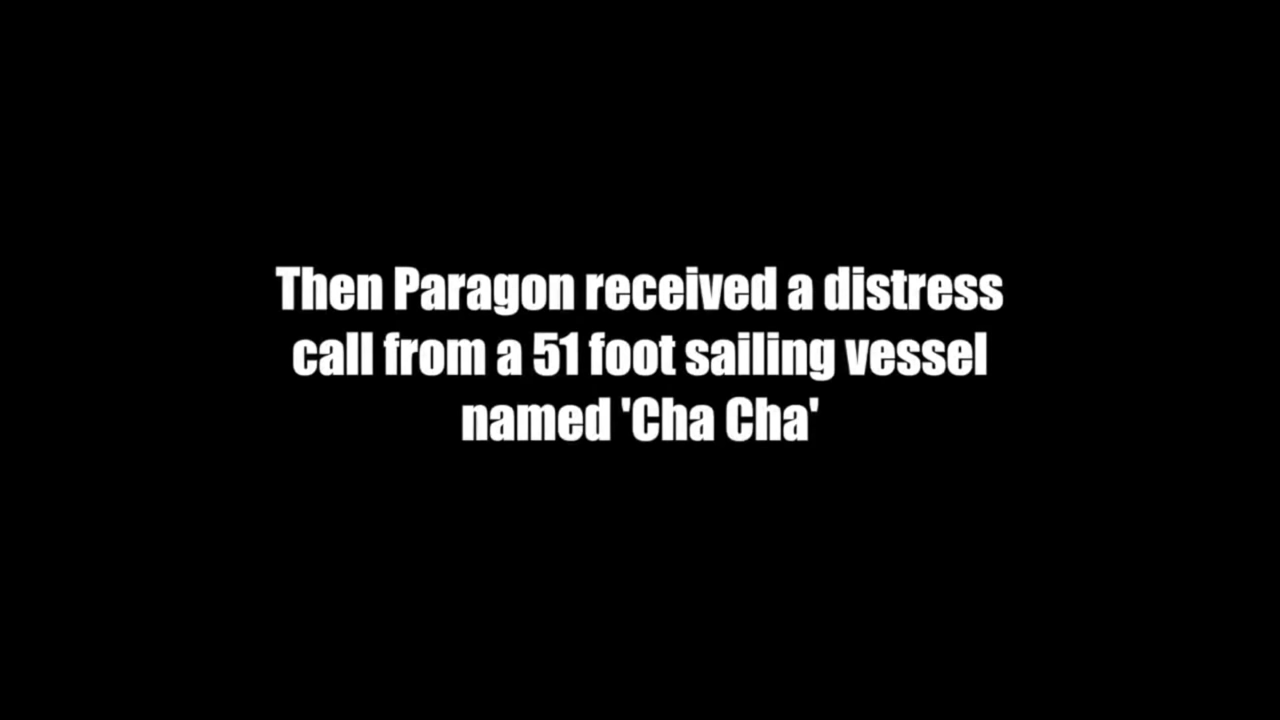 Then Paragon received a distress
call from a 51 foot sailing vessel
named 'Cha Cha'